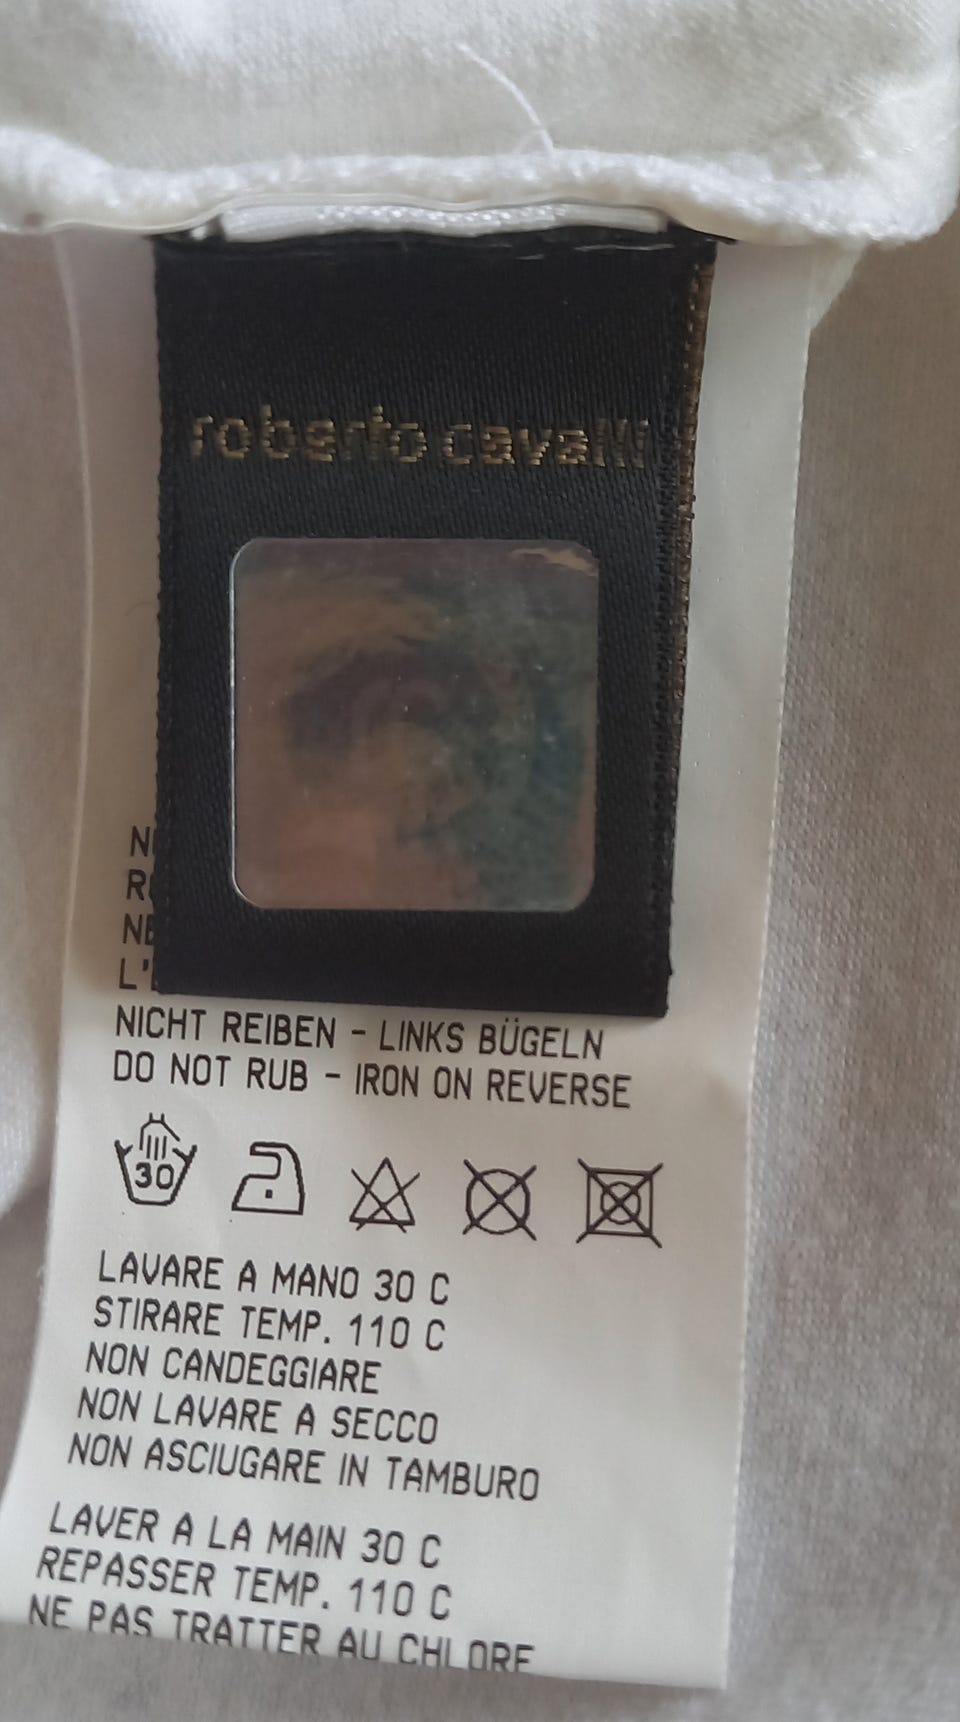 roberto cavalli
NICHT REIBEN - LINKS BÜGELN
DO NOT RUB - IRON ON REVERSE
30
LAVARE A MANO 30 C
STIRARE TEMP. 110 C
NON CANDEGGIARE
NON LAVARE A SECCO
NON ASCIUGARE IN TAMBURO
LAVER A LA MAIN 30 C
REPASSER TEMP. 110 C
NE PAS TRATTER AU CHLORE